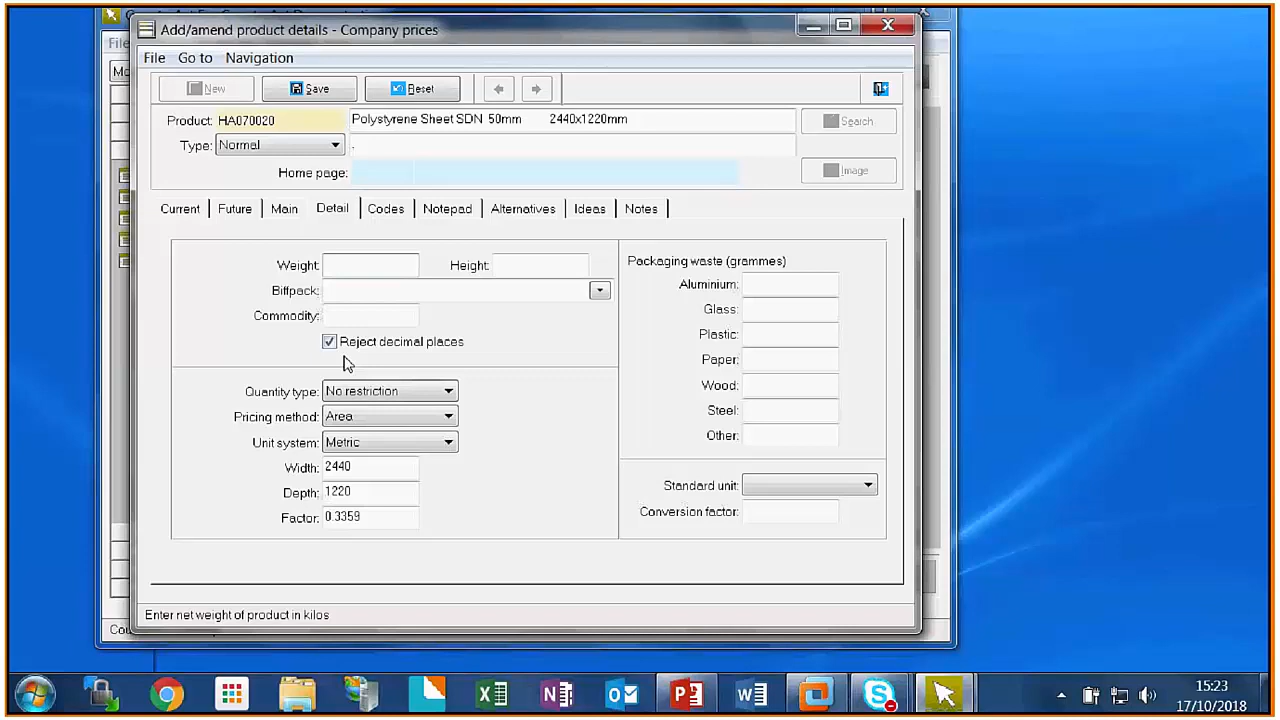 Add/amend product details - Company prices
File
File Go to Navigation
Mo
New Save Reset
Product: HA070020 Polystyrene Sheet SDN 50mm 2440x1220mm Search
Type: Normal .
Home page: Image
Current Future Main Detail Codes Notepad Alternatives Ideas Notes
Weight: Height: Packaging waste (grammes)
Biffpack: Aluminium:
Commodity: Glass:
Reject decimal places Plastic:
Paper:
Quantity type: No restriction Wood:
Pricing method: Area Steel:
Unit system: Metric Other:
Width: 2440
Depth: 1220 Standard unit:
Factor: 0.3359 Conversion factor:
Enter net weight of product in kilos
Cou
15:23
17/10/2018